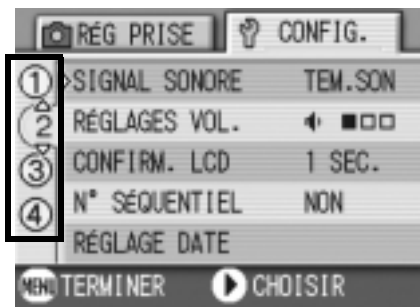 RÉG PRISE CONFIG.
1 SIGNAL SONORE TEM.SON
2 RÉGLAGES VOL.
3 CONFIRM. LCD 1 SEC.
4 N° SÉQUENTIEL NON
RÉGLAGE DATE
MENU TERMINER CHOISIR